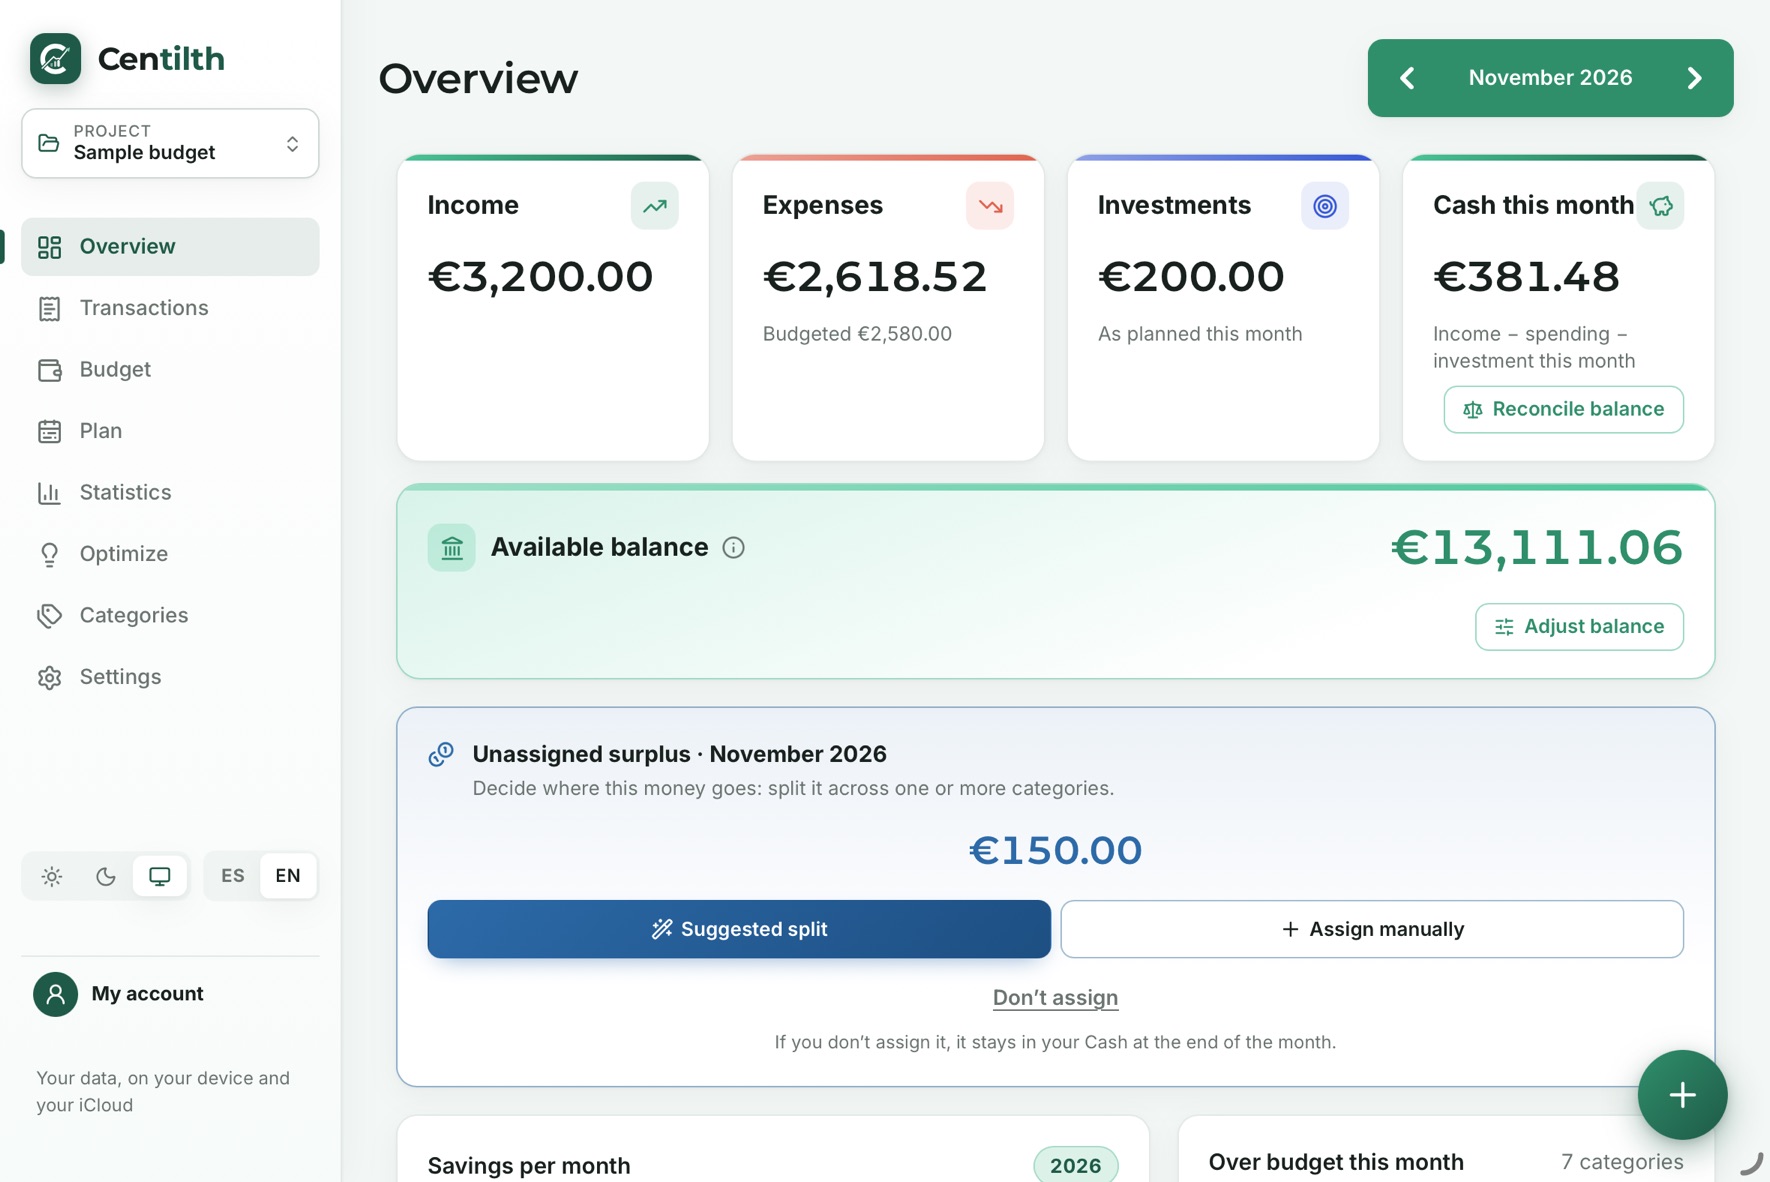 Centilth
PROJECT
Sample budget
Overview
Transactions
Budget
Plan
Statistics
Optimize
Categories
Settings
ES
EN
My account
Your data, on your device and
your iCloud
Overview
November 2026
Income
€3,200.00
Expenses
€2,618.52
Budgeted €2,580.00
Investments
€200.00
As planned this month
Cash this month
€381.48
Income – spending –
investment this month
Reconcile balance
Available balance
€13,111.06
Adjust balance
Unassigned surplus · November 2026
Decide where this money goes: split it across one or more categories.
€150.00
Suggested split
Assign manually
Don’t assign
If you don’t assign it, it stays in your Cash at the end of the month.
Savings per month
2026
Over budget this month
7 categories